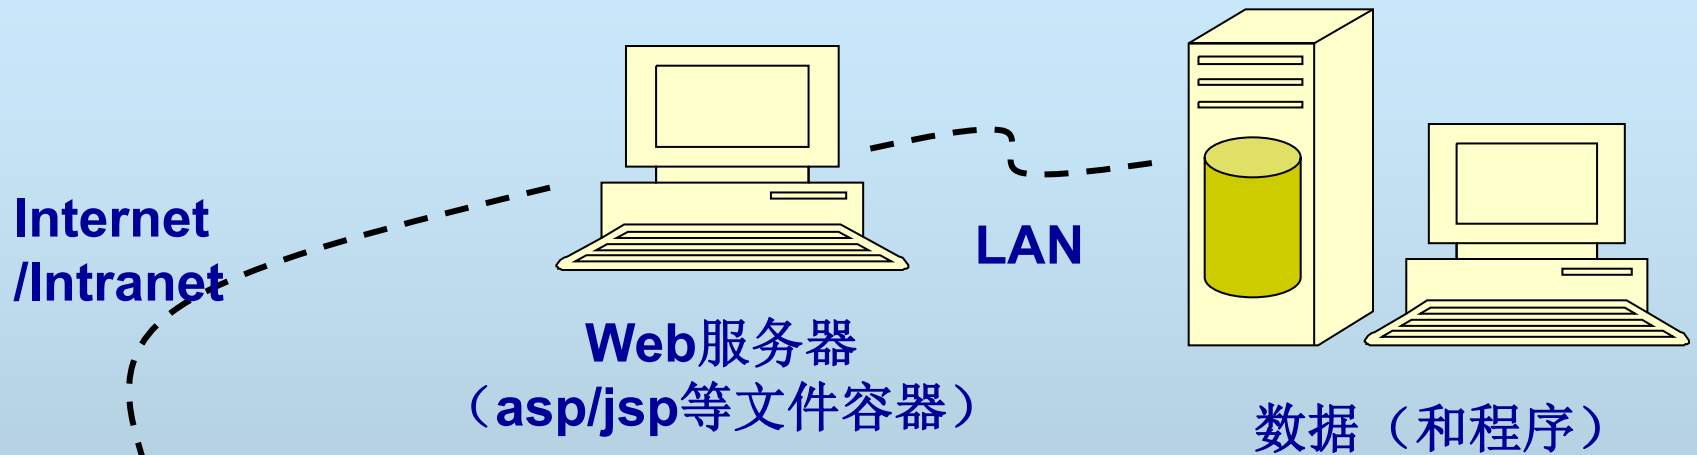 Internet
/Intranet
LAN
Web服务器
（asp/jsp等文件容器）
数据（和程序）